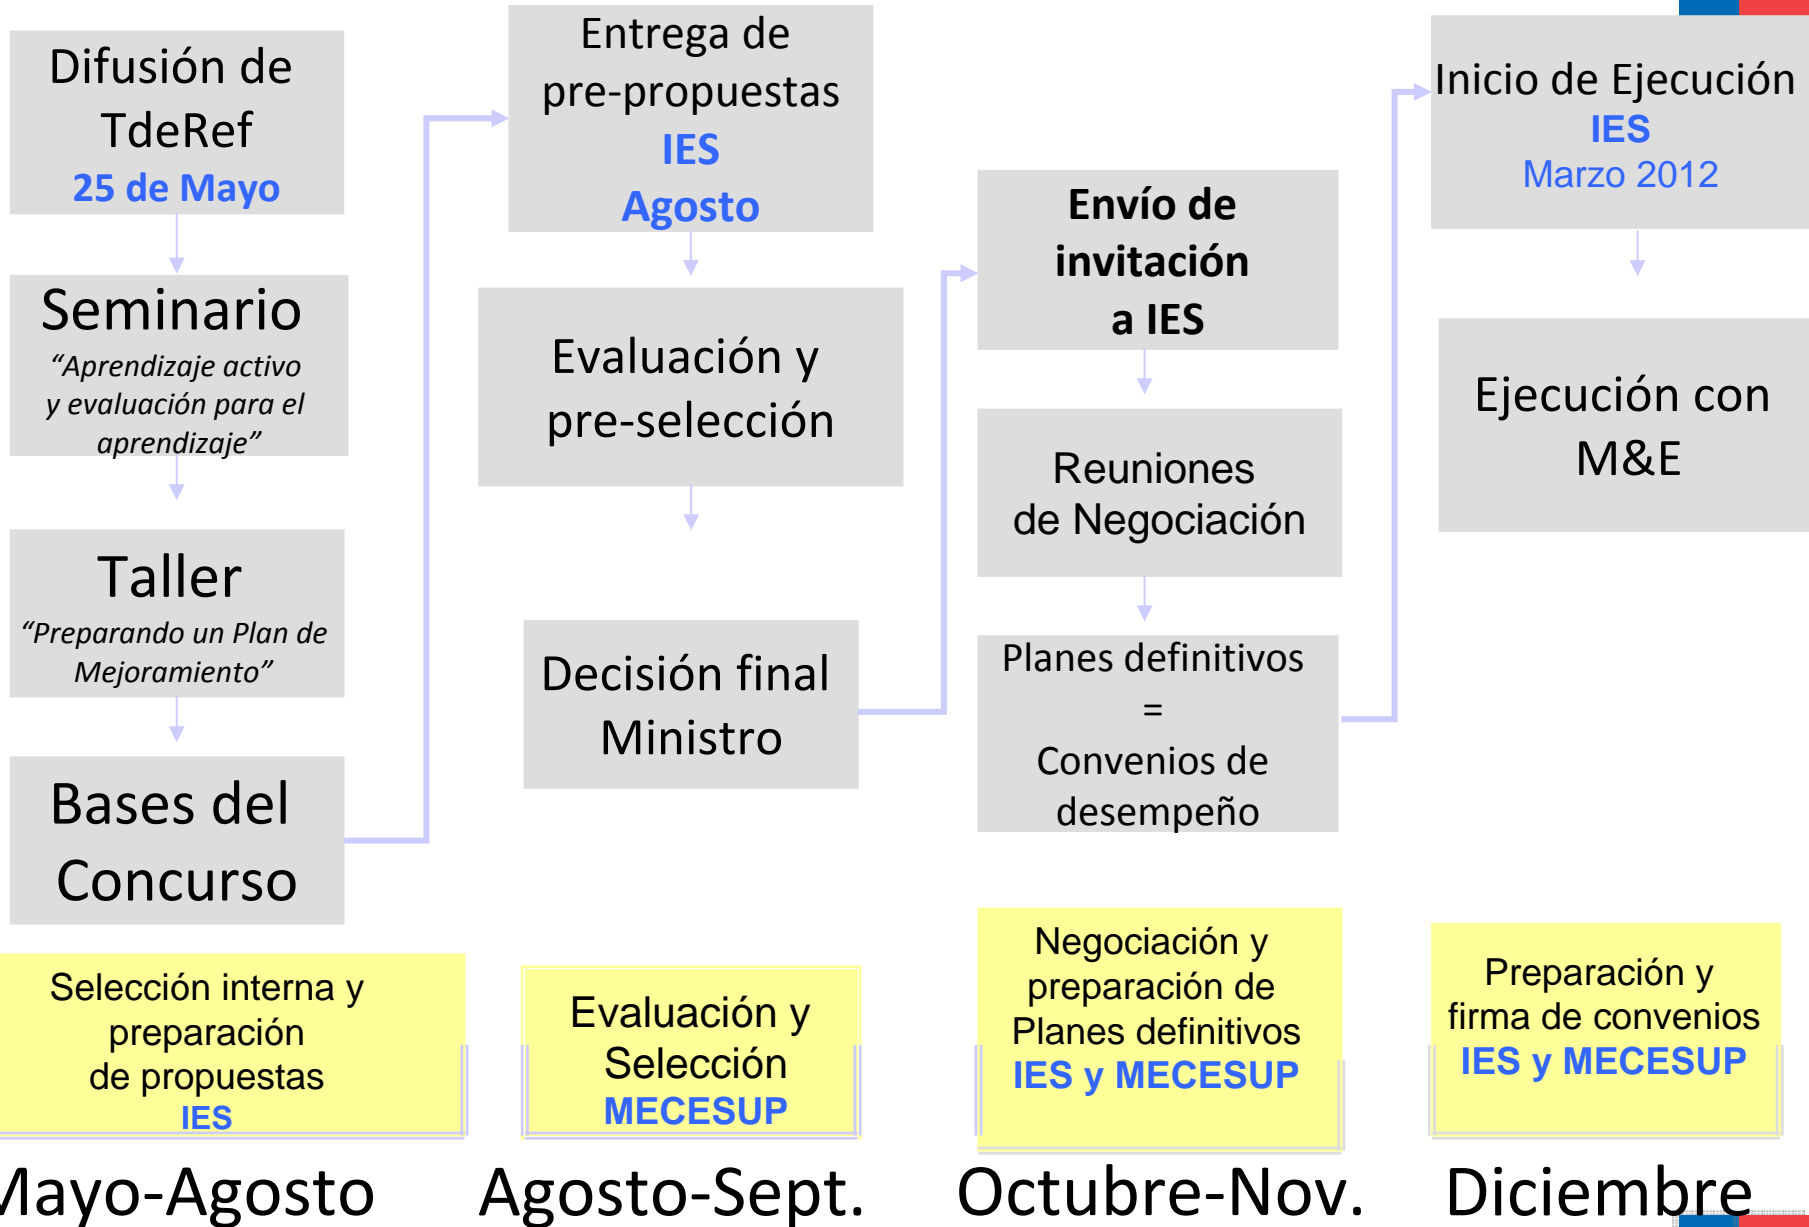 Difusión de
TdeRef
25 de Mayo
Seminario
“Aprendizaje activo
y evaluación para el
aprendizaje”
Taller
“Preparando un Plan de
Mejoramiento”
Bases del
Concurso
Selección interna y
preparación
de propuestas
IES
Mayo-Agosto
Entrega de
pre-propuestas
IES
Agosto
Evaluación y
pre-selección
Decisión final
Ministro
Evaluación y
Selección
MECESUP
Agosto-Sept.
Envío de
invitación
a IES
Reuniones
de Negociación
Planes definitivos
=
Convenios de
desempeño
Negociación y
preparación de
Planes definitivos
IES y MECESUP
Octubre-Nov.
Inicio de Ejecución
IES
Marzo 2012
Ejecución con
M&E
Preparación y
firma de convenios
IES y MECESUP
Diciembre